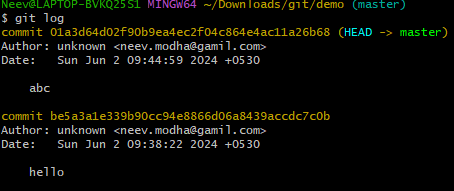 Neev@LAPTOP-BVKQ25S1 MINGW64 ~/Downloads/git/demo (master)
$ git log
commit 01a3d64d02f90b9ea4ec2f04c864e4ac11a26b68 (HEAD -> master)
Author: unknown <neev.modha@gamil.com>
Date:   Sun Jun 2 09:44:59 2024 +0530
    abc
commit be5a3a1e339b90cc94e8866d06a8439accdc7c0b
Author: unknown <neev.modha@gamil.com>
Date:   Sun Jun 2 09:38:22 2024 +0530
    hello